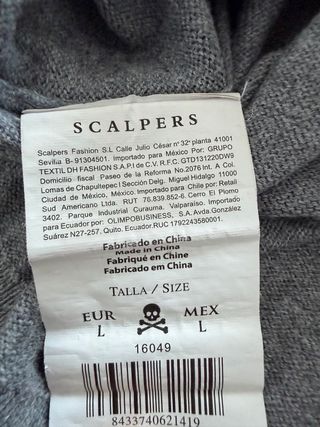 SCALPERS
Scalpers Fashion S.L Calle Julio César nº 32ª planta 41001
Sevilla B- 91304501. Importado para México Por: GRUPO
TEXTIL DH FASHION S.A.P.I de C.V. R.F.C. GTD131220DW9
Domicilio fiscal Paseo de la Reforma No.2076 Int. A Col.
Lomas de Chapultepec I Sección Delg. Miguel Hidalgo 11000
Ciudad de México, México. Importado para Chile por: Retail
Sud Americano Ltd. RUT 76.839.852-6. Cerro El Plomo
3402. Parque Industrial Curauma. Valparaíso. Importado
para Ecuador por: OLIMPOBUSINESS, S.A. Avda.González
Suárez N27-257. Quito. Ecuador.RUC 1792243580001.
Fabricado en China
Made in China
Fabriqué en Chine
Fabricado em China
TALLA / SIZE
EUR MEX
L L
16049
8433740621419